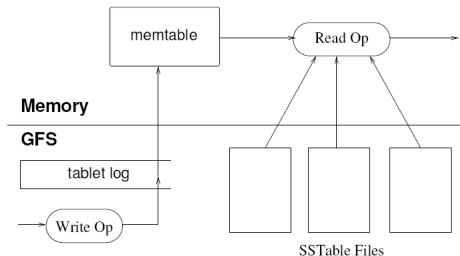 memtable
Read Op
Memory
GFS
tablet log
Write Op
SSTable Files